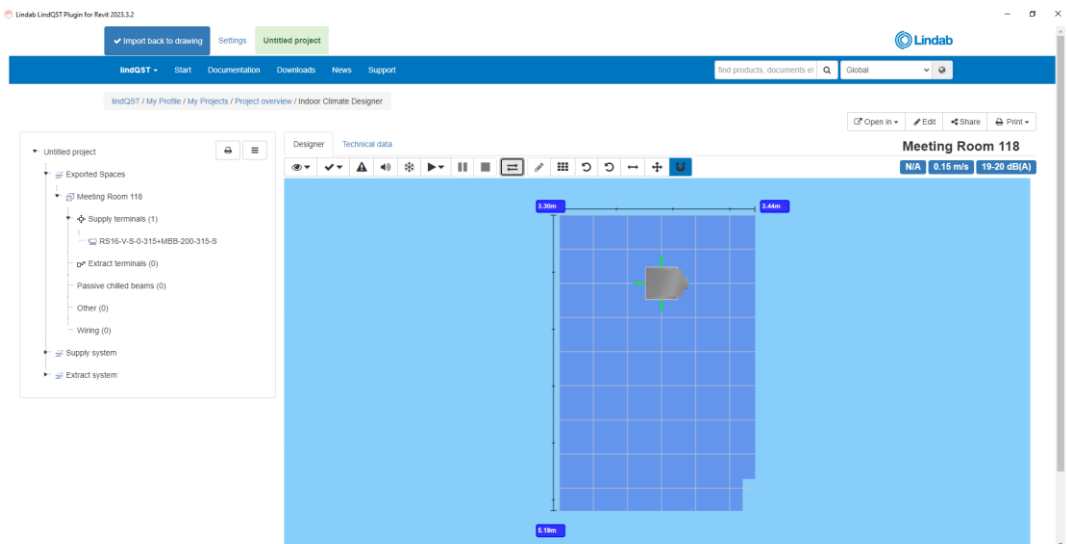 Lindab LindQST Plugin for Revit 2023.3.2
Import back to drawing Settings Untitled project
Lindab
lindQST Start Documentation Downloads News Support find products, documents et Global
lindQST / My Profile / My Projects / Project overview / Indoor Climate Designer
Open in Edit Share Print
Designer Technical data
Meeting Room 118
N/A 0.15 m/s 19-20 dB(A)
Untitled project
Exported Spaces
Meeting Room 118
Supply terminals (1)
RS16-V-S-0-315+MBB-200-315-S
Extract terminals (0)
Passive chilled beams (0)
Other (0)
Wiring (0)
Supply system
Extract system
3.30m 3.44m
5.19m